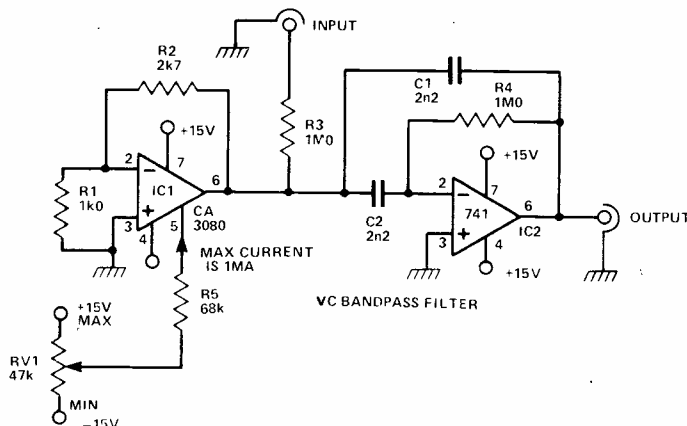 INPUT
R2
2k7
+15V
2
7
6
R1
1k0
IC1
3
4
5
CA
3080
R3
1M0
C1
2n2
R4
1M0
C2
2n2
+15V
2
7
741
6
IC2
3
4
+15V
OUTPUT
MAX CURRENT
IS 1MA
R5
68k
VC BANDPASS FILTER
+15V
MAX
RV1
47k
MIN
-15V